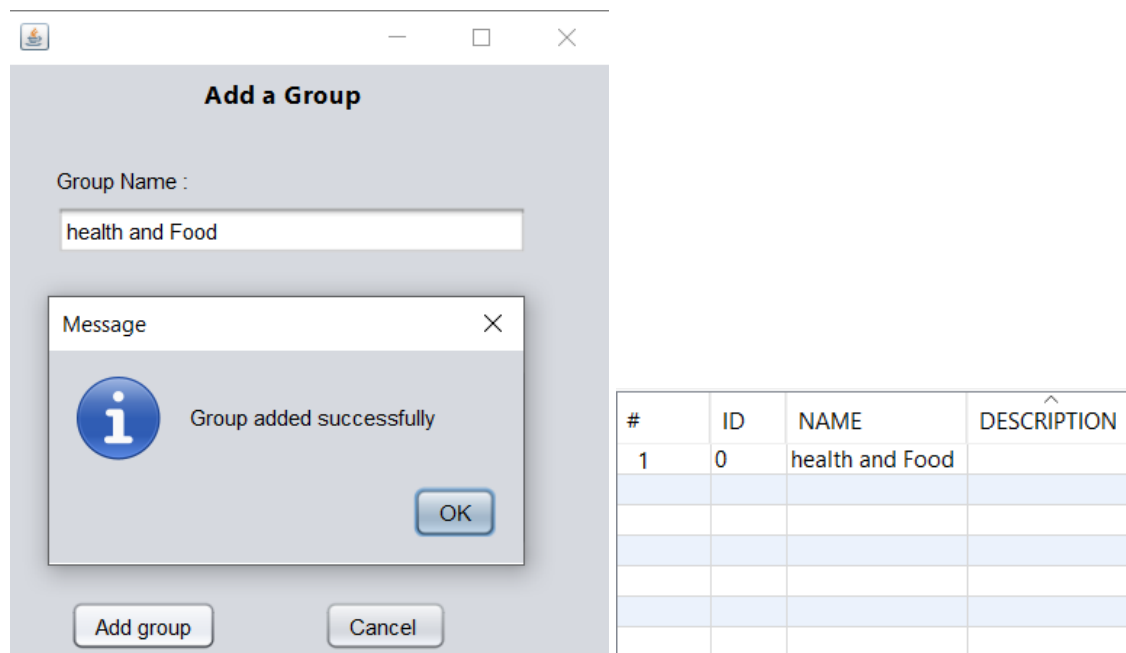 Add a Group
Group Name :
health and Food
Message
Group added successfully
OK
Add group
Cancel
# ID NAME DESCRIPTION
1 0 health and Food